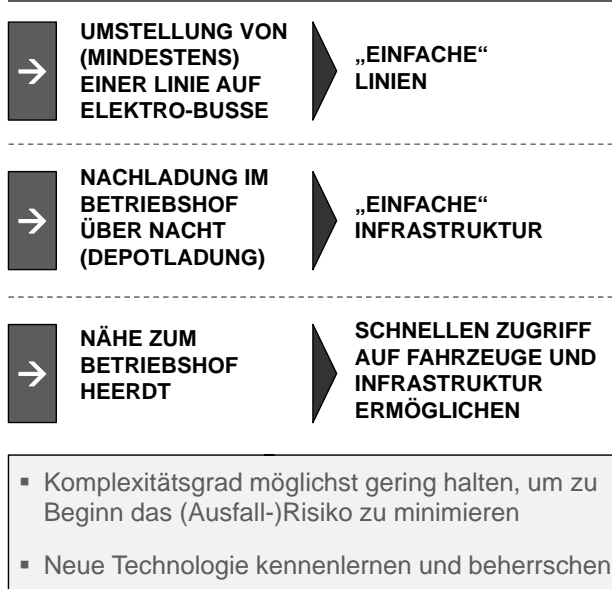 → UMSTELLUNG VON
(MINDESTENS)
EINER LINIE AUF
ELEKTRO-BUSSE
„EINFACHE“
LINIEN
→ NACHLADUNG IM
BETRIEBSHOF
ÜBER NACHT
(DEPOTLADUNG)
„EINFACHE“
INFRASTRUKTUR
→ NÄHE ZUM
BETRIEBSHOF
HEERDT
SCHNELLEN ZUGRIFF
AUF FAHRZEUGE UND
INFRASTRUKTUR
ERMÖGLICHEN
▪ Komplexitätsgrad möglichst gering halten, um zu
Beginn das (Ausfall-)Risiko zu minimieren
▪ Neue Technologie kennenlernen und beherrschen